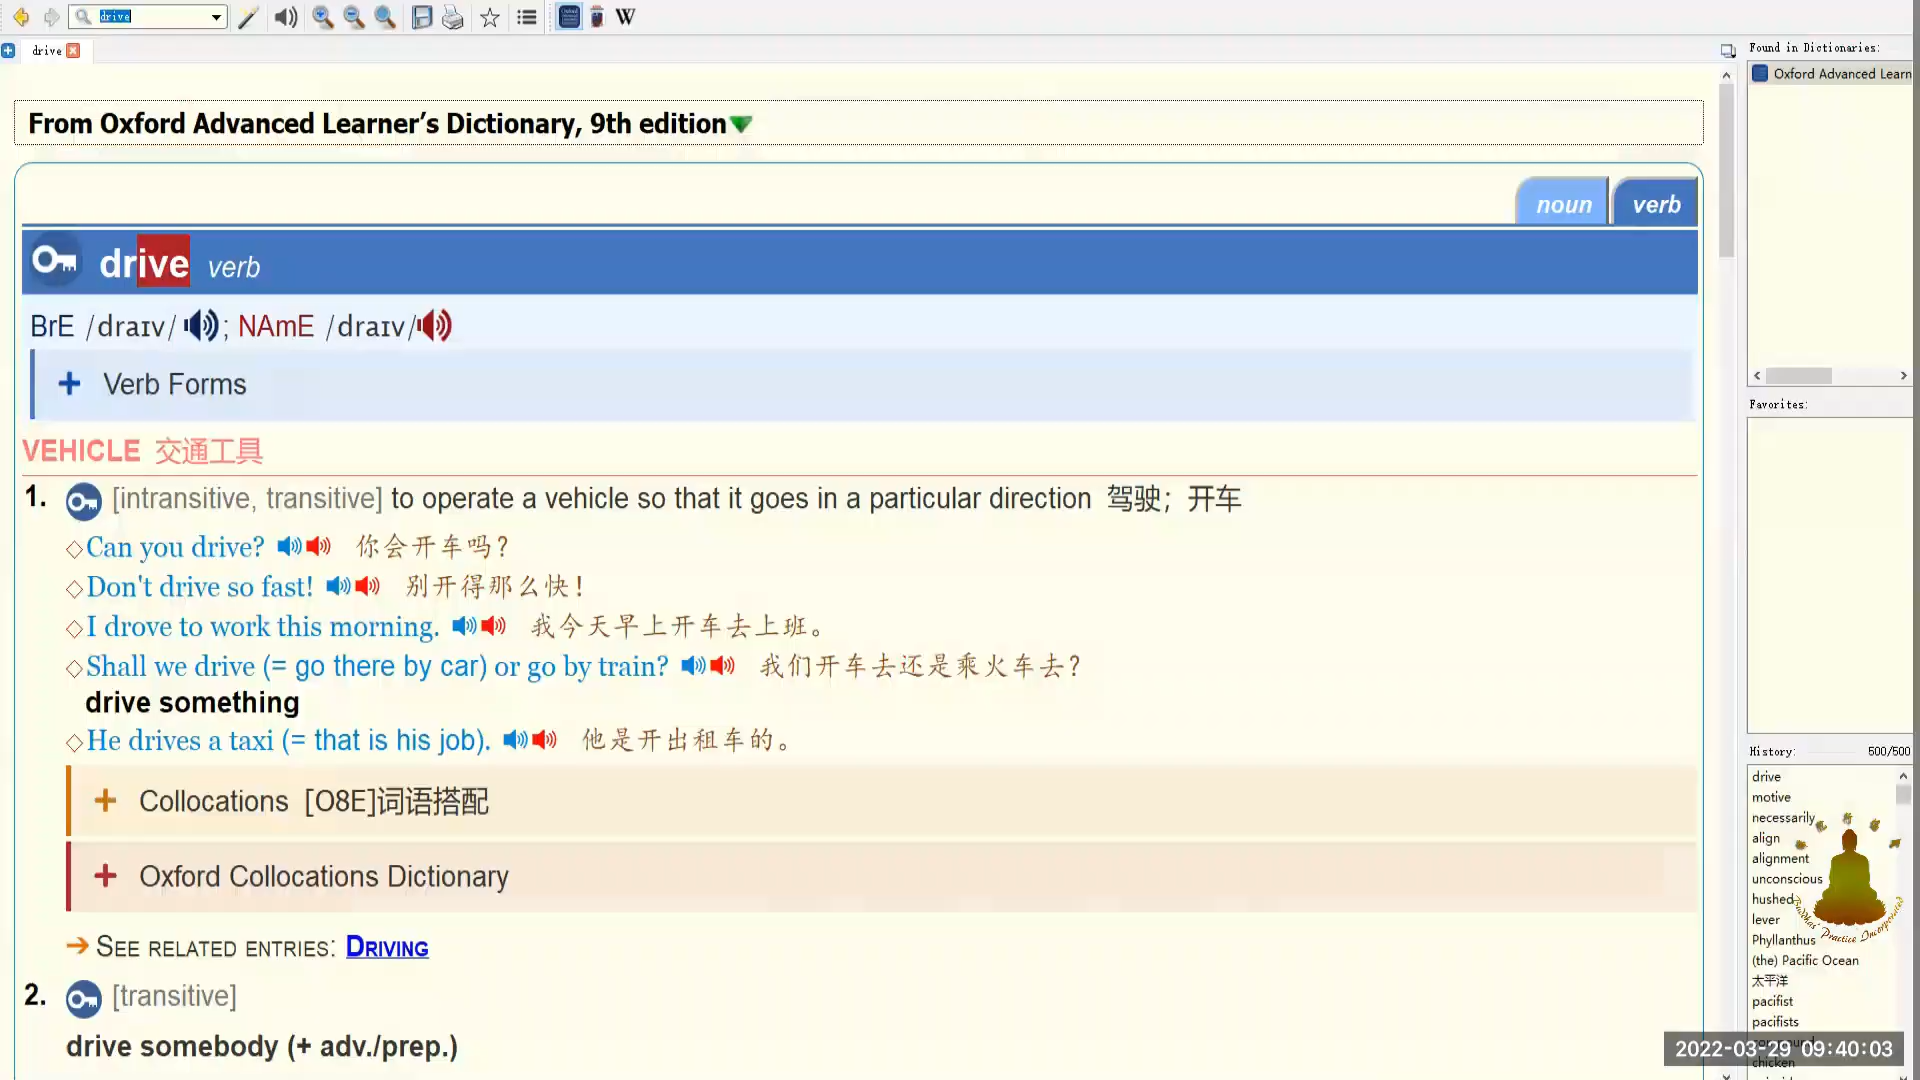 drive
W
drive
Found in Dictionaries:
Oxford Advanced Learn
From Oxford Advanced Learner's Dictionary, 9th edition
noun
verb
drive verb
BrE /draɪv/ ; NAmE /draɪv/
+ Verb Forms
VEHICLE 交通工具
1. [intransitive, transitive] to operate a vehicle so that it goes in a particular direction 驾驶；开车
Can you drive? 你会开车吗？
Don't drive so fast! 别开得那么快！
I drove to work this morning. 我今天早上开车去上班。
Shall we drive (= go there by car) or go by train? 我们开车去还是乘火车去？
drive something
He drives a taxi (= that is his job). 他是开出租车的。
+ Collocations [O8E]词语搭配
+ Oxford Collocations Dictionary
➔ SEE RELATED ENTRIES: DRIVING
2. [transitive]
drive somebody (+ adv./prep.)
Favorites:
History: 500/500
drive
motive
necessarily
align
alignment
unconscious
hushed
lever
Phyllanthus
(the) Pacific Ocean
太平洋
pacifist
pacifists
chicken
Buddhas' Practice Incorporated
2022-03-29 09:40:03